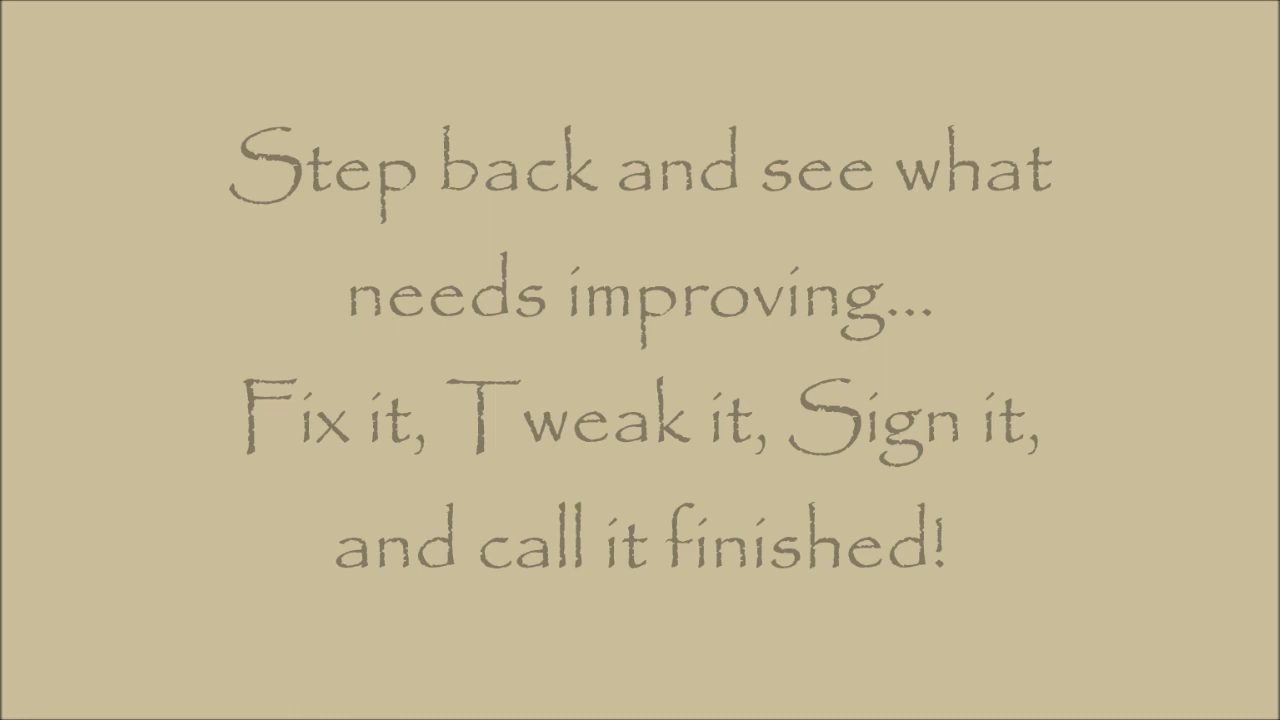 Step back and see what
needs improving...
Fix it, Tweak it, Sign it,
and call it finished!